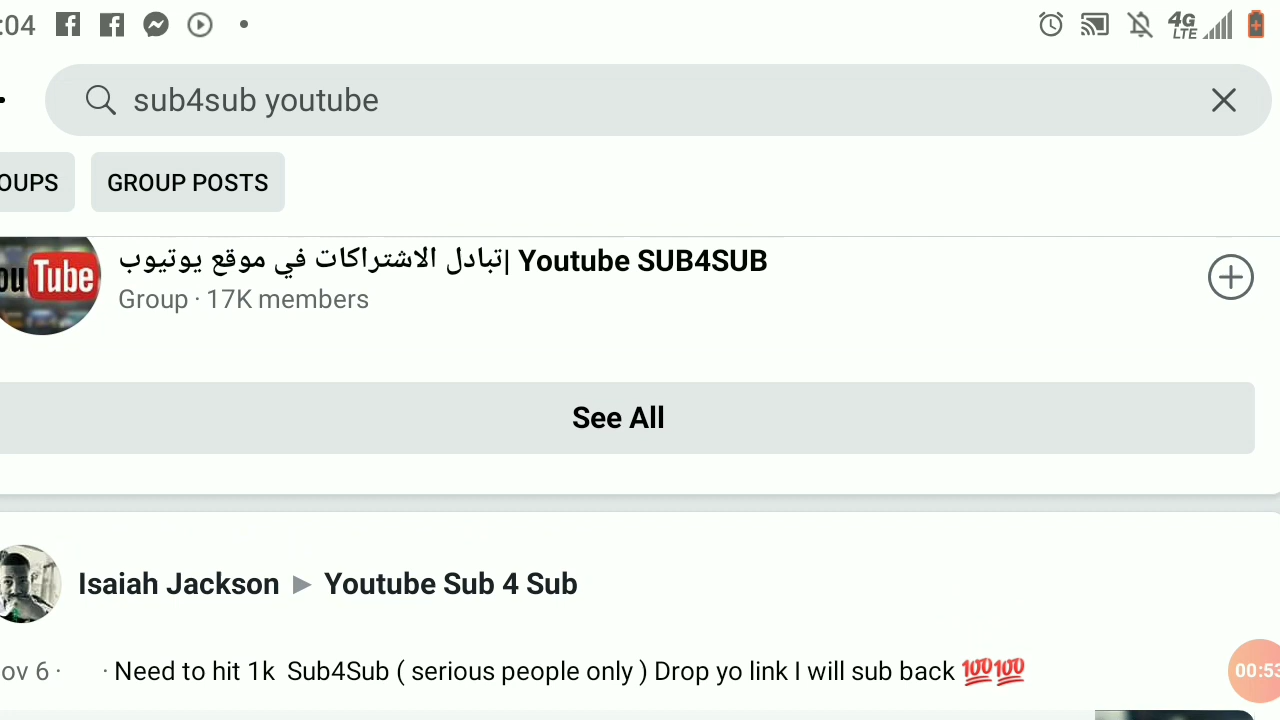 :04
4G
LTE
sub4sub youtube
OUPS
GROUP POSTS
ou Tube
تبادل الاشتراكات في موقع يوتيوب| Youtube SUB4SUB
Group · 17K members
See All
Isaiah Jackson ▶ Youtube Sub 4 Sub
ov 6 · · Need to hit 1k Sub4Sub ( serious people only ) Drop yo link I will sub back 💯💯
00:53